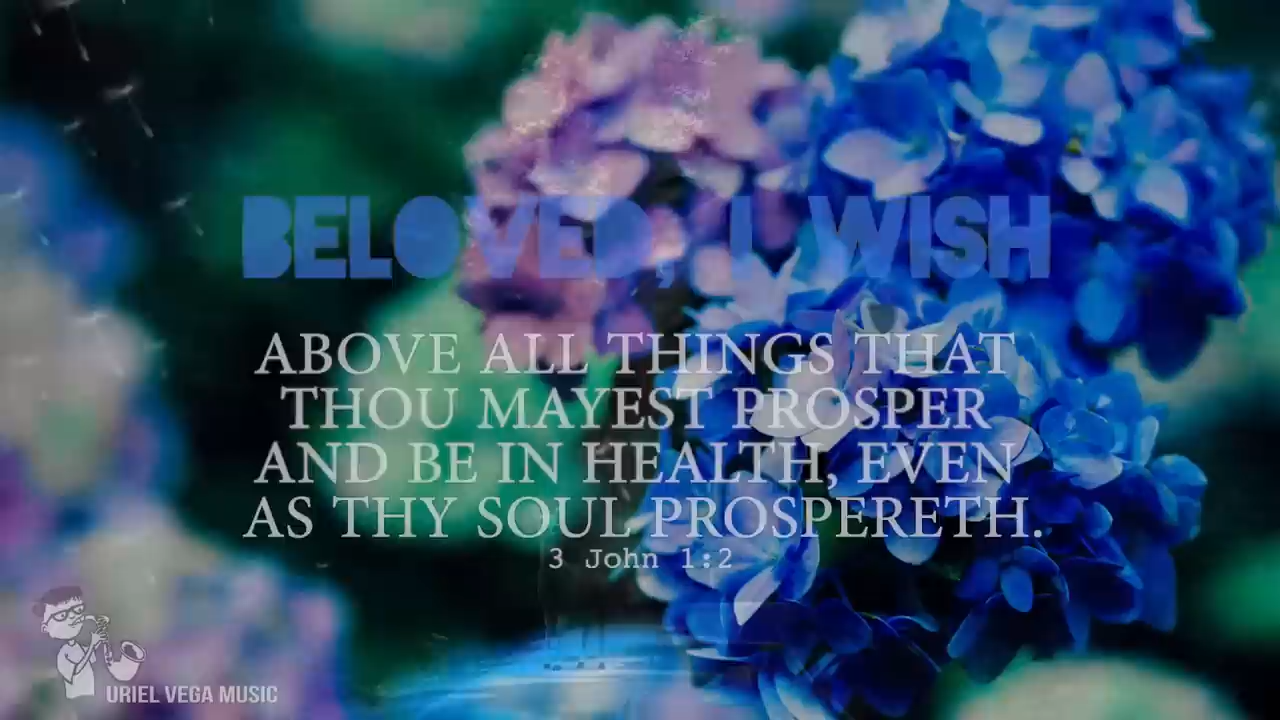 BELOVED, I WISH
ABOVE ALL THINGS THAT
THOU MAYEST PROSPER
AND BE IN HEALTH, EVEN
AS THY SOUL PROSPERETH.
3 John 1:2
URIEL VEGA MUSIC